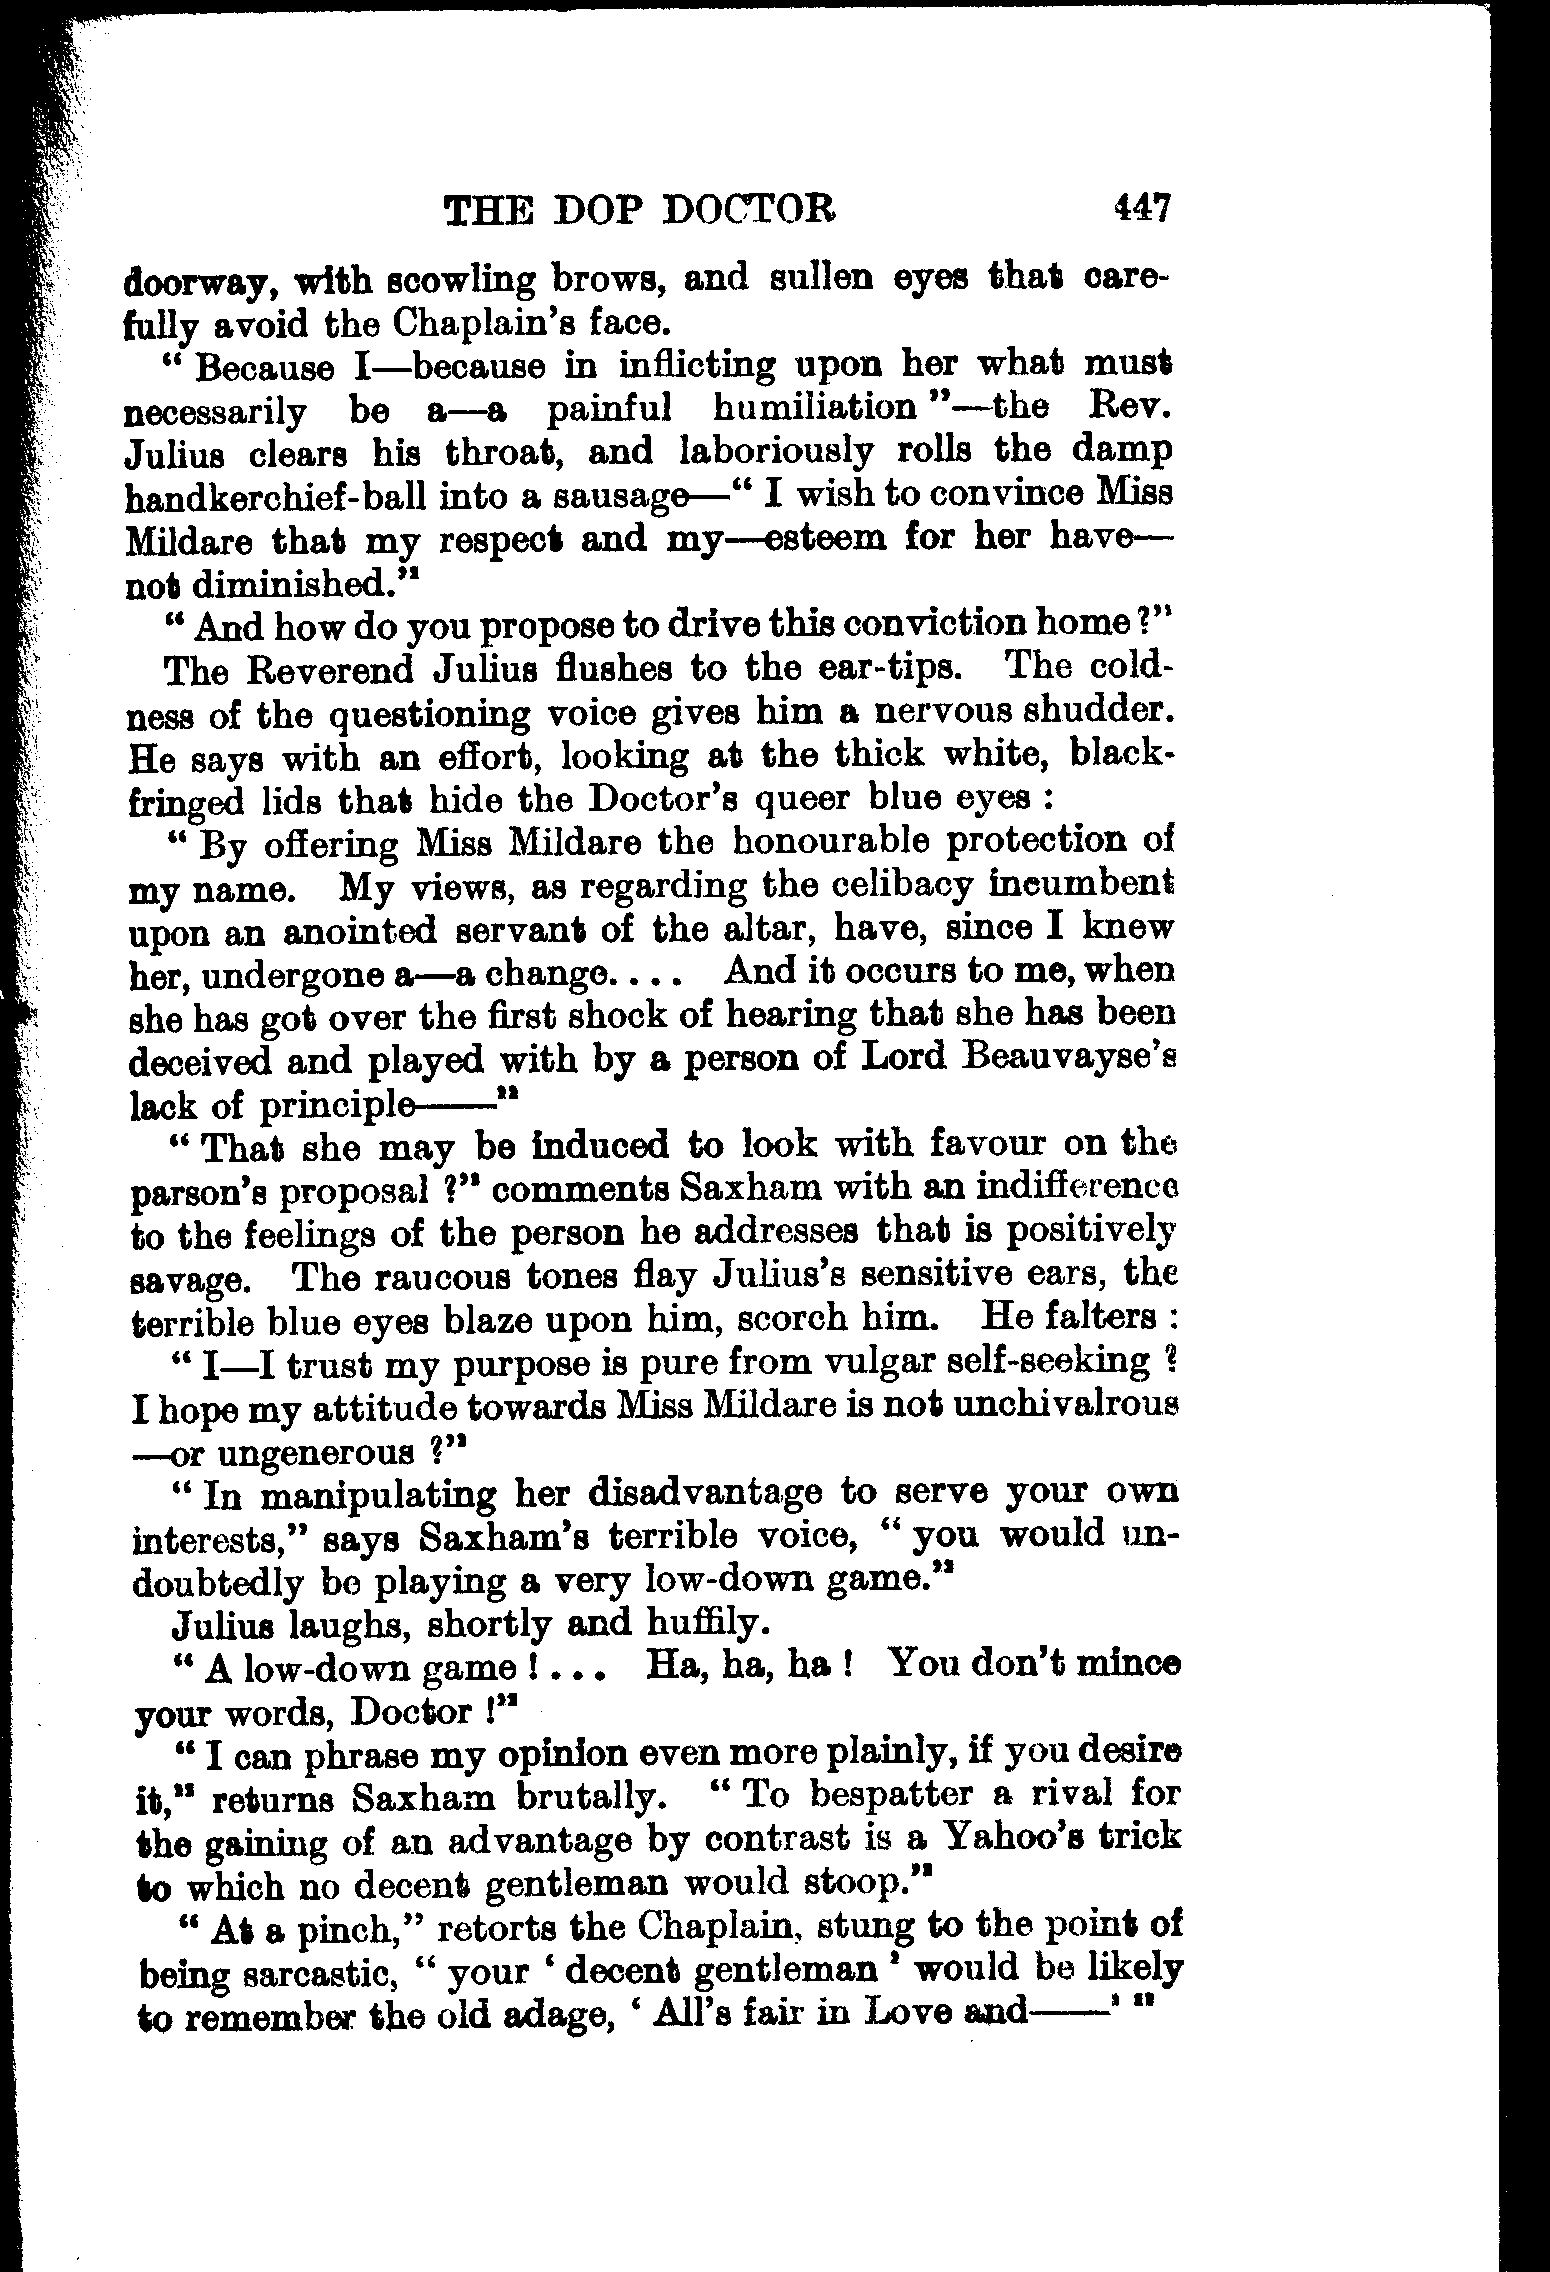 THE DOP DOCTOR 447
doorway, with scowling brows, and sullen eyes that care-
fully avoid the Chaplain's face.
“ Because I—because in inflicting upon her what must
necessarily be a—a painful humiliation ”—the Rev.
Julius clears his throat, and laboriously rolls the damp
handkerchief-ball into a sausage—“ I wish to convince Miss
Mildare that my respect and my—esteem for her have—
not diminished.”
“ And how do you propose to drive this conviction home ?”
The Reverend Julius flushes to the ear-tips. The cold-
ness of the questioning voice gives him a nervous shudder.
He says with an effort, looking at the thick white, black-
fringed lids that hide the Doctor's queer blue eyes :
“ By offering Miss Mildare the honourable protection of
my name. My views, as regarding the celibacy incumbent
upon an anointed servant of the altar, have, since I knew
her, undergone a—a change. . . . And it occurs to me, when
she has got over the first shock of hearing that she has been
deceived and played with by a person of Lord Beauvayse's
lack of principle——”
“ That she may be induced to look with favour on the
parson's proposal ?” comments Saxham with an indifference
to the feelings of the person he addresses that is positively
savage. The raucous tones flay Julius's sensitive ears, the
terrible blue eyes blaze upon him, scorch him. He falters :
“ I—I trust my purpose is pure from vulgar self-seeking ?
I hope my attitude towards Miss Mildare is not unchivalrous
—or ungenerous ?”
“ In manipulating her disadvantage to serve your own
interests,” says Saxham's terrible voice, “ you would un-
doubtedly be playing a very low-down game.”
Julius laughs, shortly and huffily.
“ A low-down game ! . . . Ha, ha, ha ! You don't mince
your words, Doctor !”
“ I can phrase my opinion even more plainly, if you desire
it,” returns Saxham brutally. “ To bespatter a rival for
the gaining of an advantage by contrast is a Yahoo's trick
to which no decent gentleman would stoop.”
“ At a pinch,” retorts the Chaplain, stung to the point of
being sarcastic, “ your ‘ decent gentleman ’ would be likely
to remember the old adage, ‘ All's fair in Love and——’ ”